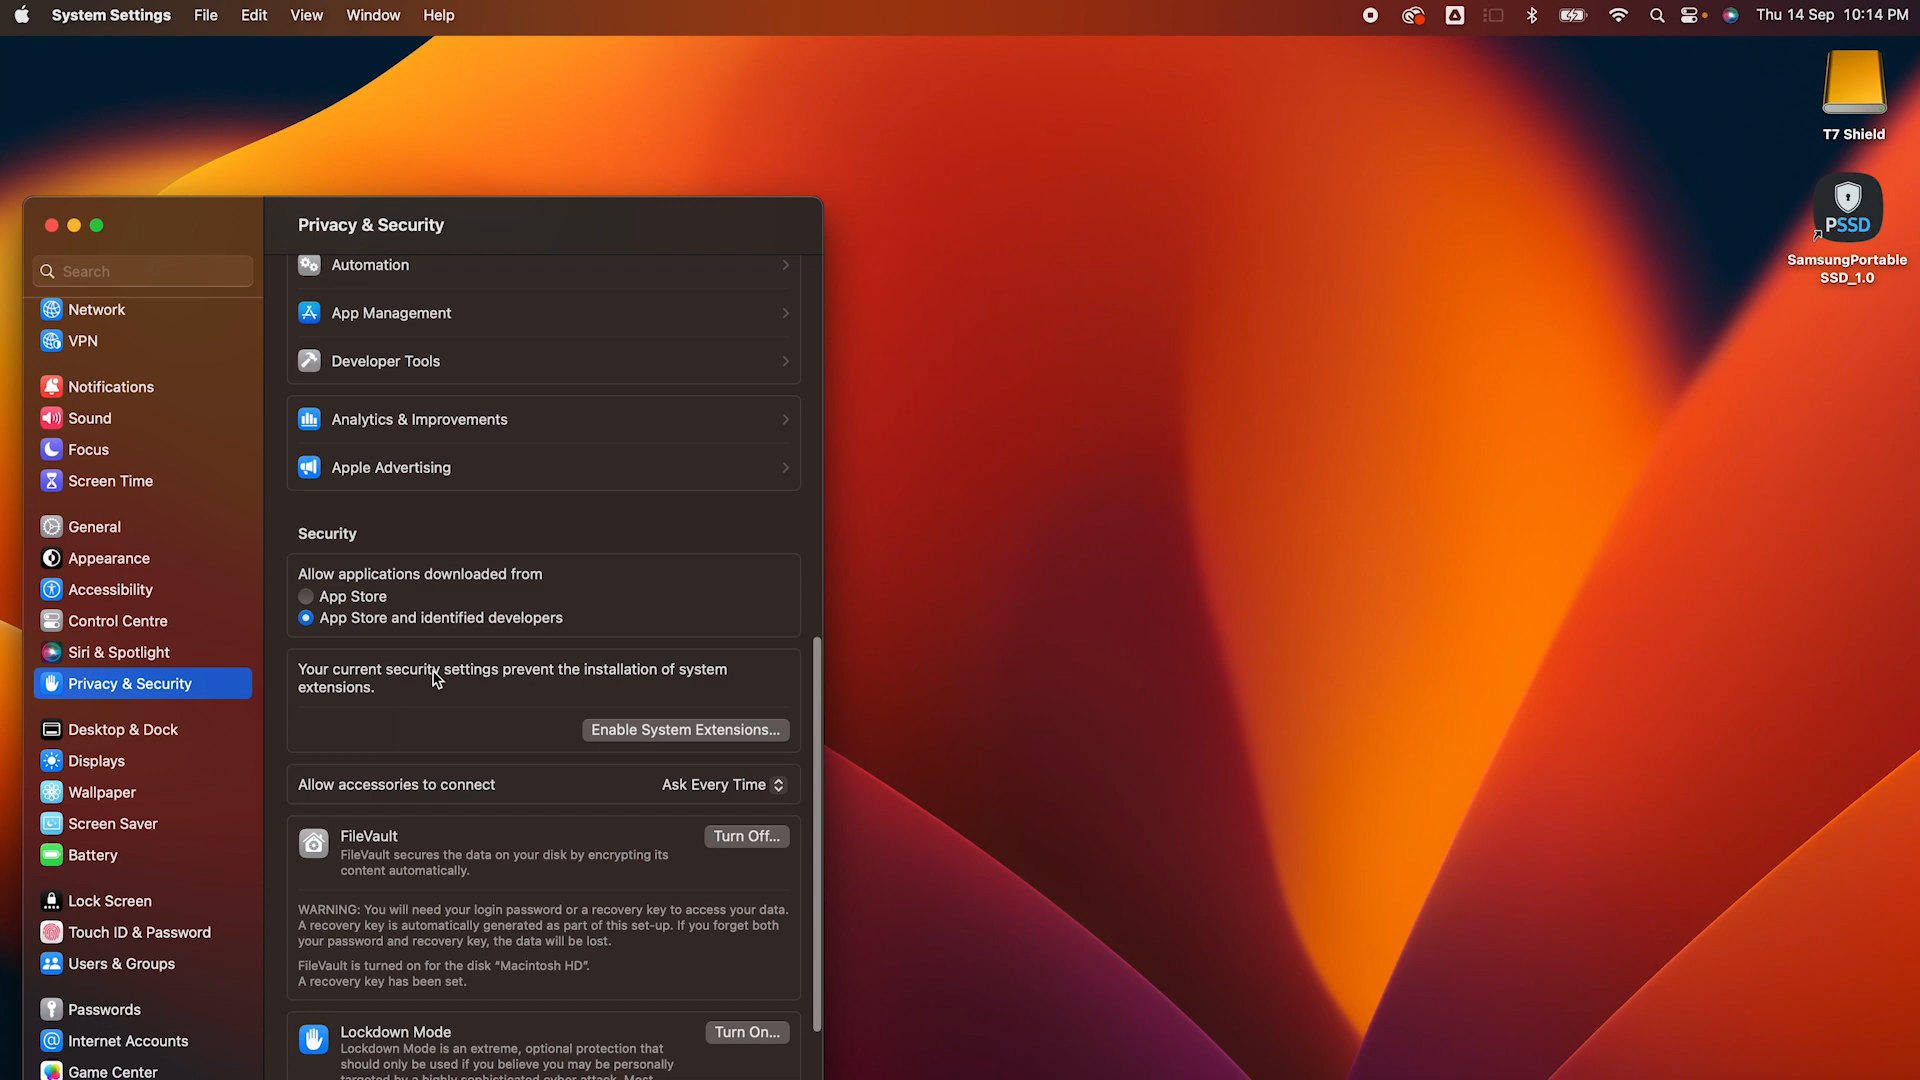 System Settings File Edit View Window Help Thu 14 Sep 10:14 PM
T7 Shield
PSSD
SamsungPortable
SSD_1.0
Search
Network
VPN
Notifications
Sound
Focus
Screen Time
General
Appearance
Accessibility
Control Centre
Siri & Spotlight
Privacy & Security
Desktop & Dock
Displays
Wallpaper
Screen Saver
Battery
Lock Screen
Touch ID & Password
Users & Groups
Passwords
Internet Accounts
Game Center
Privacy & Security
Automation
App Management
Developer Tools
Analytics & Improvements
Apple Advertising
Security
Allow applications downloaded from
App Store
App Store and identified developers
Your current security settings prevent the installation of system
extensions.
Enable System Extensions...
Allow accessories to connect Ask Every Time
FileVault Turn Off...
FileVault secures the data on your disk by encrypting its
content automatically.
WARNING: You will need your login password or a recovery key to access your data.
A recovery key is automatically generated as part of this set-up. If you forget both
your password and recovery key, the data will be lost.
FileVault is turned on for the disk “Macintosh HD”.
A recovery key has been set.
Lockdown Mode Turn On...
Lockdown Mode is an extreme, optional protection that
should only be used if you believe you may be personally
targeted by a highly sophisticated cyber attack. Most